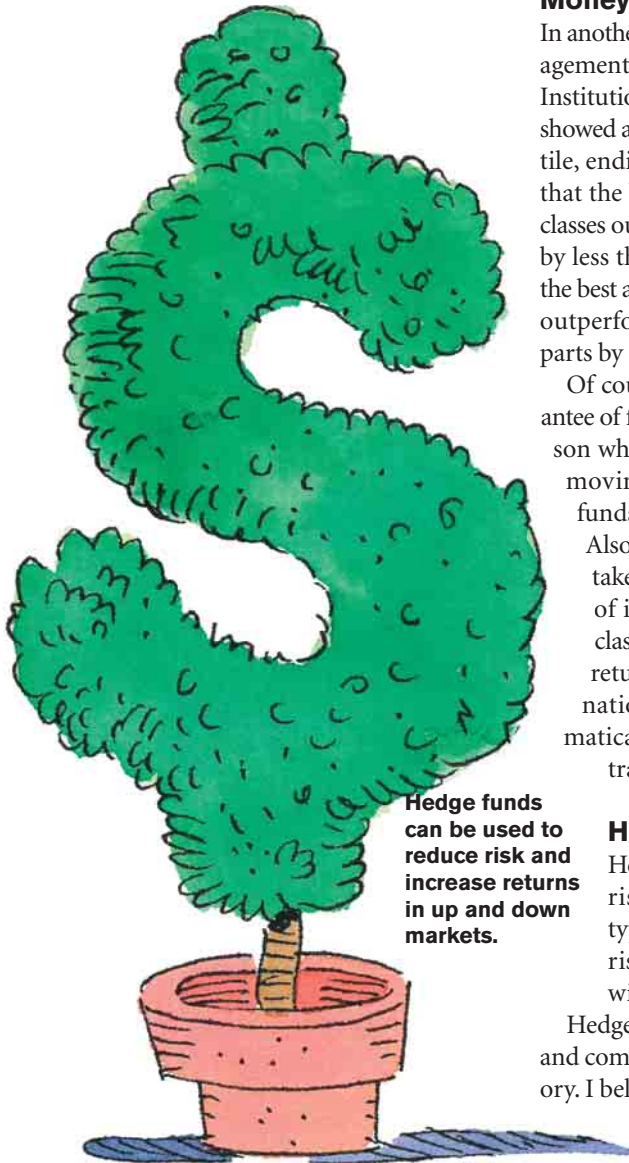 Money
In anothe
agement
Institutio
showed a
tile, endi
that the
classes ou
by less th
the best a
outperfo
parts by
Of cou
antee of f
son wh
movin
funds
Also
take
of i
clas
retu
natio
matica
tra
Hedge funds
can be used to
reduce risk and
increase returns
in up and down
markets.
H
He
ris
ty
ris
wi
Hedge
and com
ory. I bel